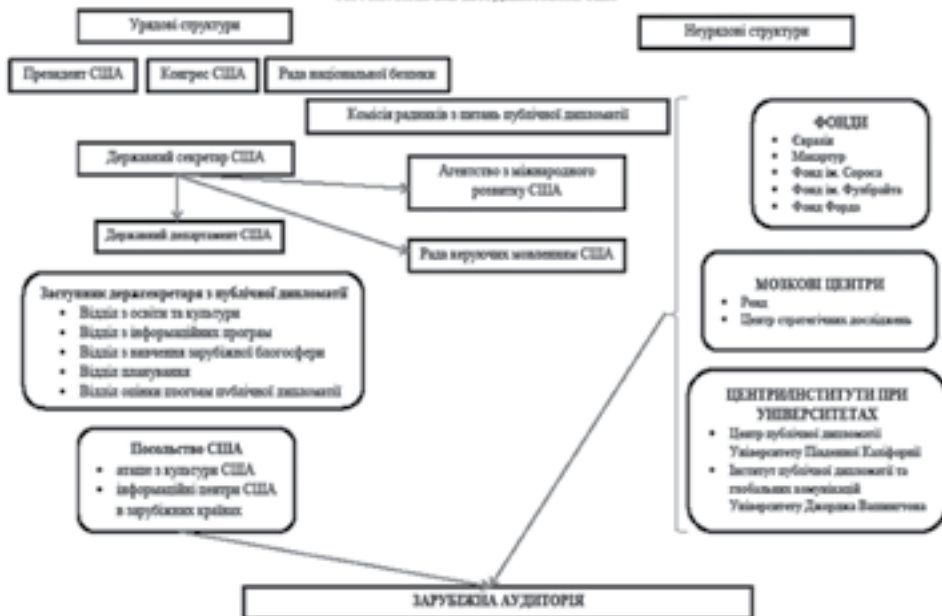 Урядові структури
Неурядові структури
Президент США
Конгрес США
Рада національної безпеки
Комісія радників з питань публічної дипломатії
Державний секретар США
Агентство з міжнародного
розвитку США
Державний департамент США
Рада керуючих мовленням США
Заступник держсекретаря з публічної дипломатії
• Відділ з освіти та культури
• Відділ з інформаційних програм
• Відділ з вивчення зарубіжної блогосфери
• Відділ планування
• Відділ оцінки програм публічної дипломатії
Посольство США
• аташе з культури США
• інформаційні центри США
в зарубіжних країнах
ФОНДИ
• Євразія
• Макартур
• Фонд ім. Сороса
• Фонд ім. Фулбрайта
• Фонд Форда
МОЗКОВІ ЦЕНТРИ
• Ренд
• Центр стратегічних досліджень
ЦЕНТРИ/ІНСТИТУТИ ПРИ
УНІВЕРСИТЕТАХ
• Центр публічної дипломатії
Університету Південної Каліфорнії
• Інститут публічної дипломатії та
глобальних комунікацій
Університету Джорджа Вашингтона
ЗАРУБІЖНА АУДИТОРІЯ